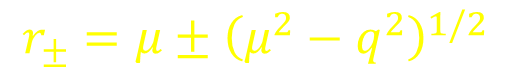 r± = μ ± (μ² − q²)^{1/2}